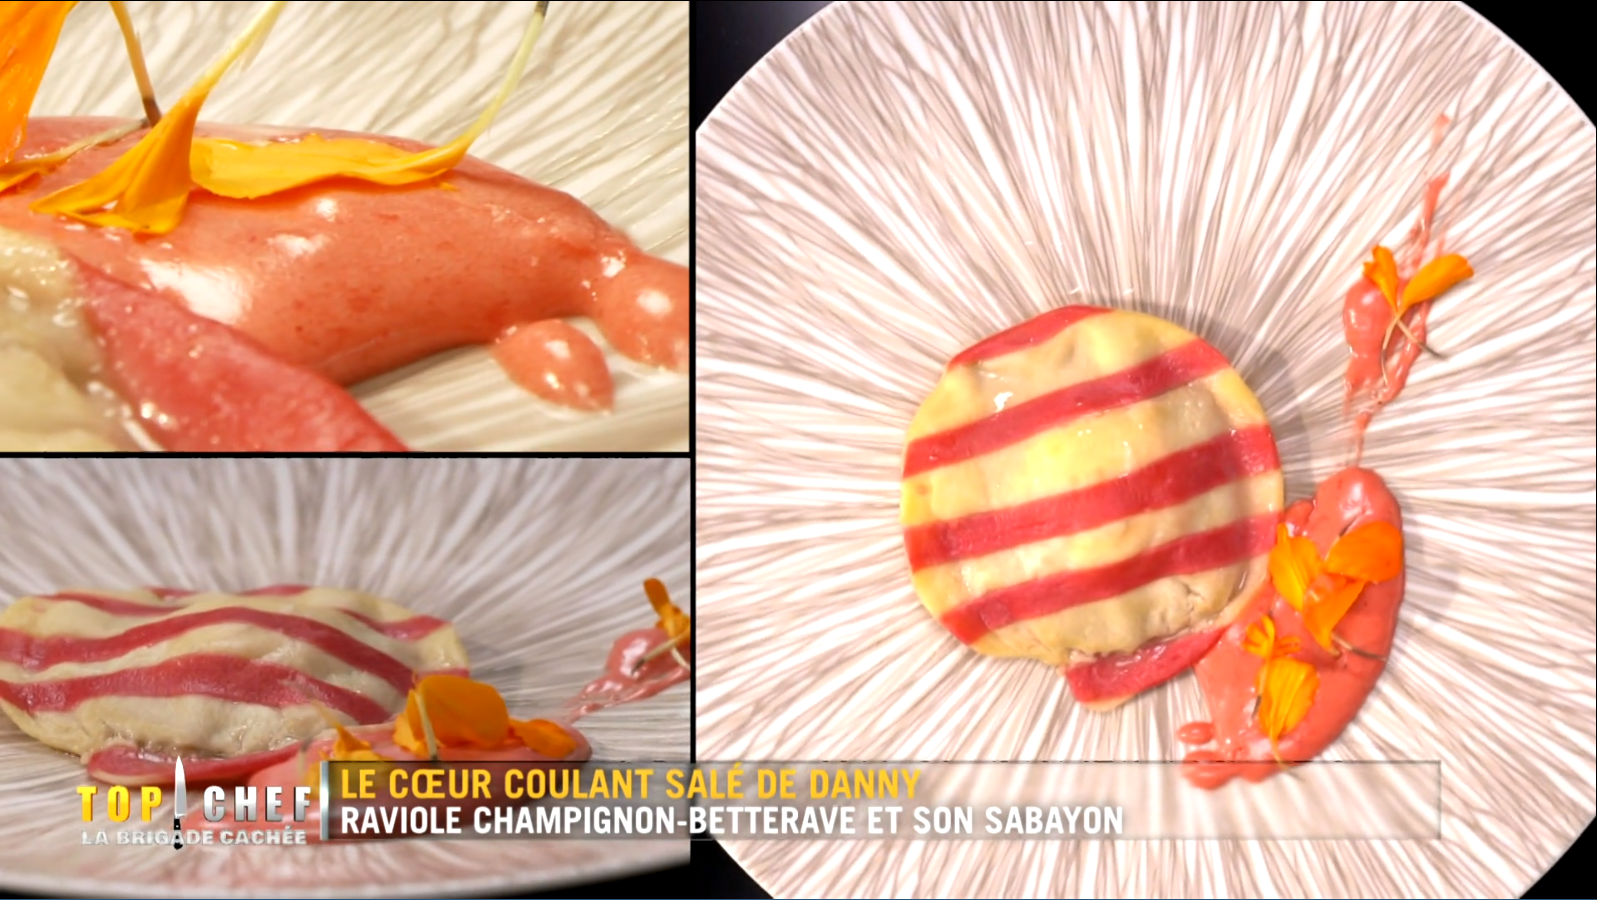 LE CŒUR COULANT SALÉ DE DANNY
RAVIOLE CHAMPIGNON-BETTERAVE ET SON SABAYON
TOP CHEF
LA BRIGADE CACHÉE